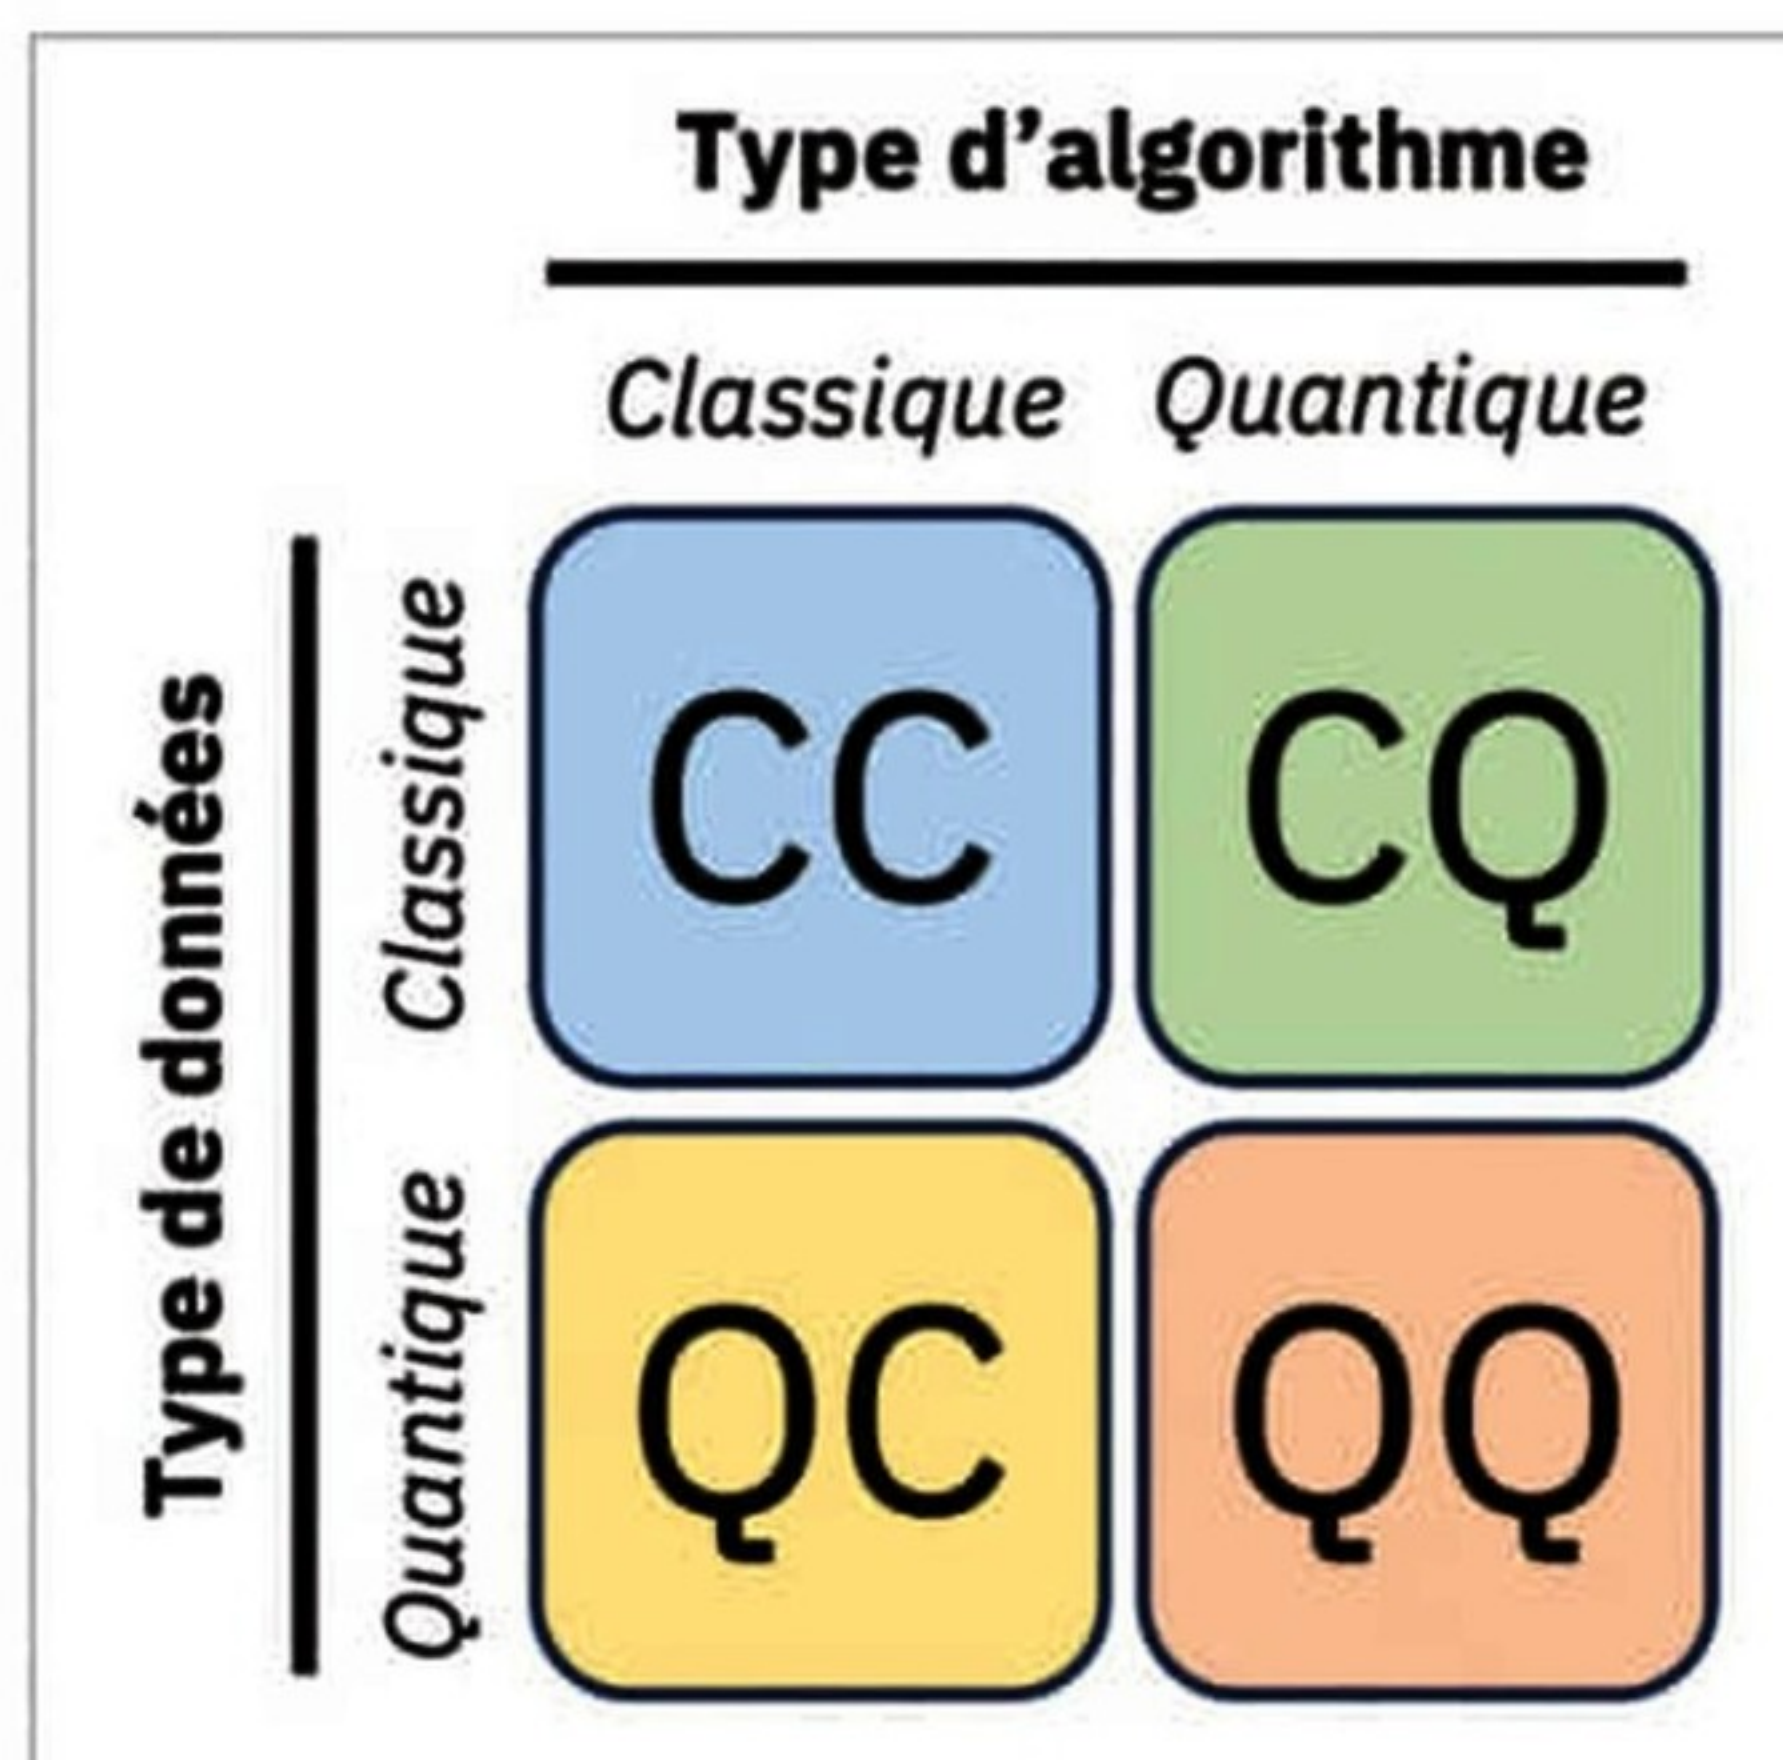 Type d’algorithme
Classique Quantique
Type de données
Classique
CC CQ
Quantique
QC QQ